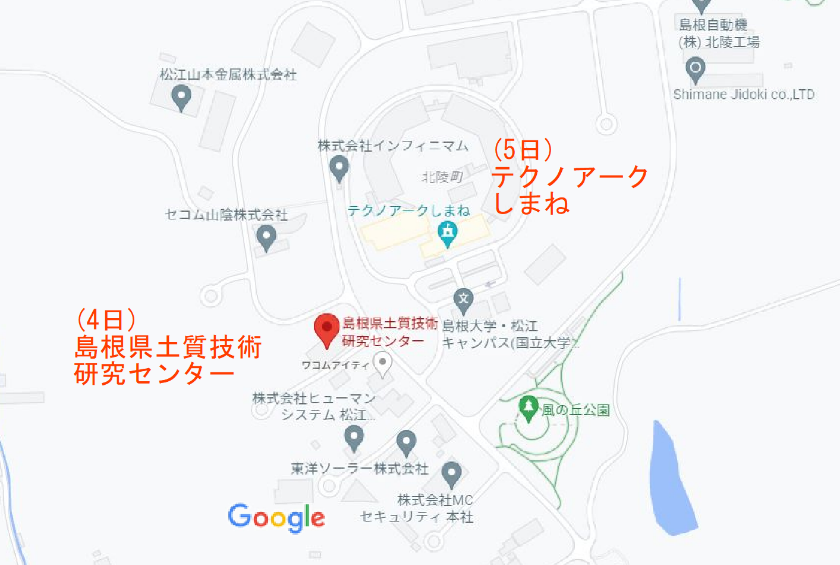 島根自動機
(株) 北陵工場
松江山本金属株式会社
Shimane Jidoki co.,LTD
株式会社インフィニマム
(5日)
テクノアーク
しまね
北陵町
テクノアークしまね
セコム山陰株式会社
(4日)
島根県土質技術
研究センター
島根県土質技術
研究センター
島根大学・松江
キャンパス(国立大学...
ワコムアイティ
株式会社ヒューマン
システム 松江...
風の丘公園
東洋ソーラー株式会社
株式会社MC
セキュリティ 本社
Google